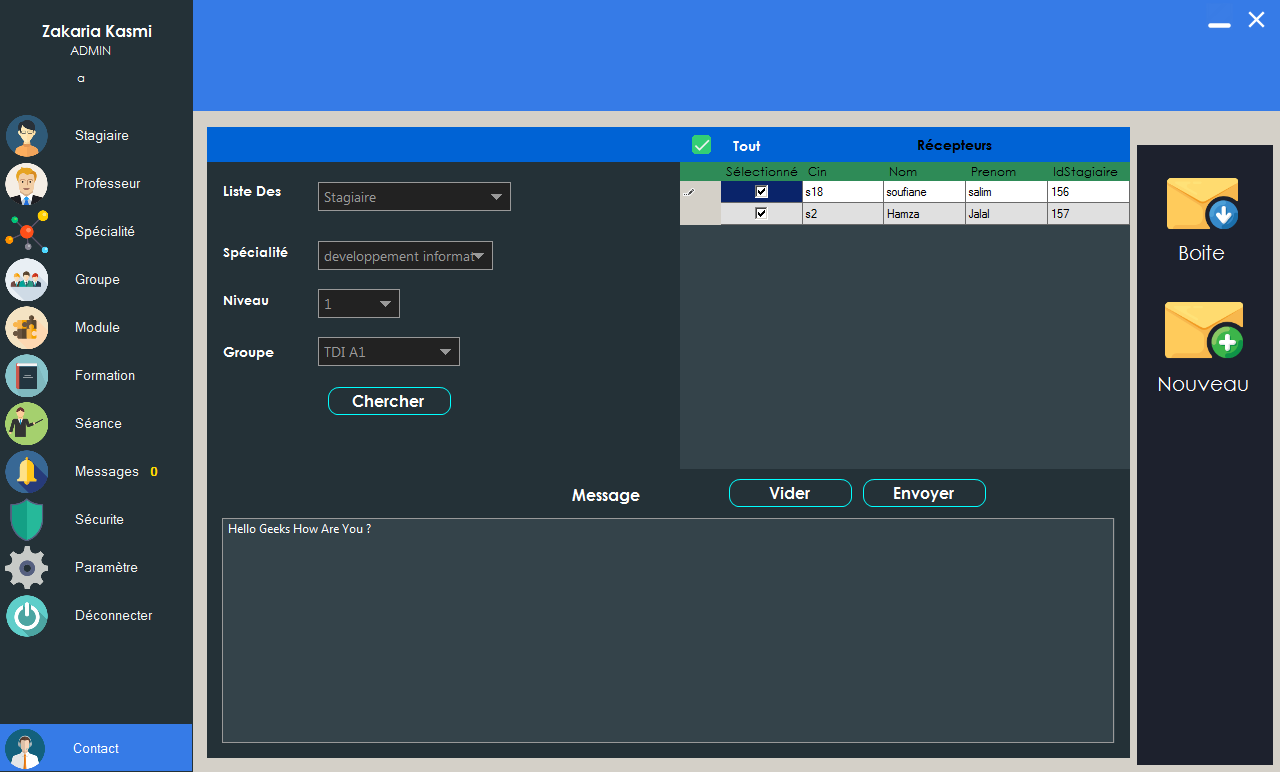 Zakaria Kasmi
ADMIN
a
Stagiaire
Professeur
Spécialité
Groupe
Module
Formation
Séance
Messages 0
Sécurite
Paramètre
Déconnecter
Contact
Tout Récepteurs
Sélectionné Cin Nom Prenom IdStagiaire
s18 soufiane salim 156
s2 Hamza Jalal 157
Liste Des Stagiaire
Spécialité developpement informat
Niveau 1
Groupe TDI A1
Chercher
Message Vider Envoyer
Hello Geeks How Are You ?
Boite
Nouveau